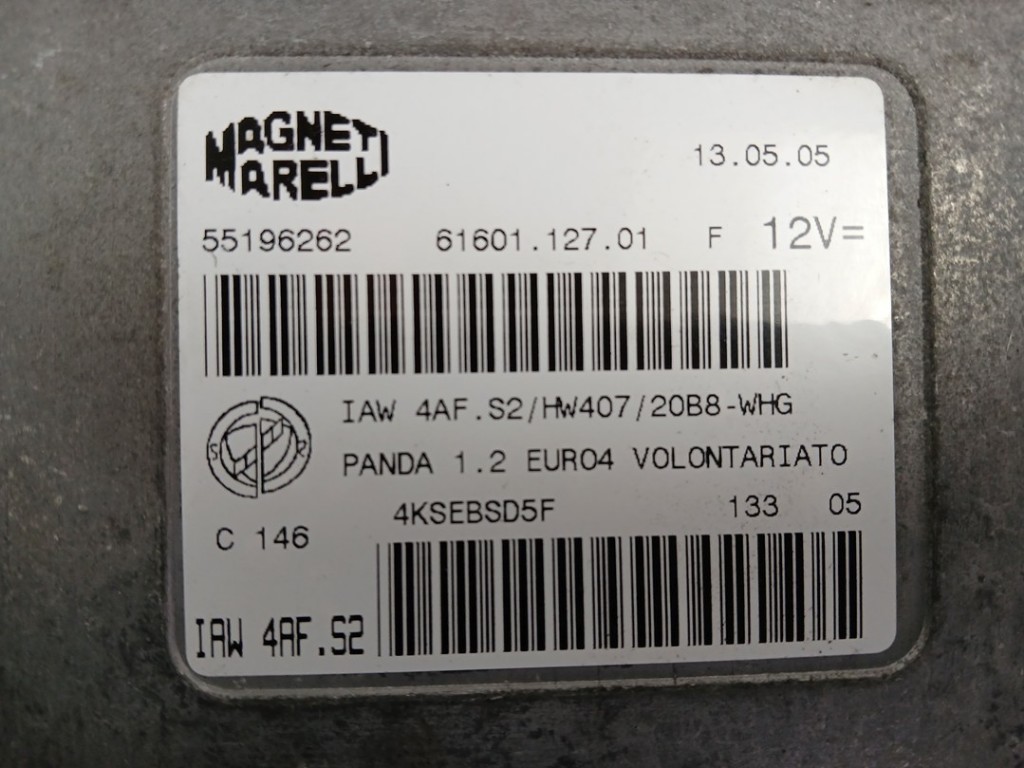 MAGNETI
MARELLI
13.05.05
55196262 61601.127.01 F 12V=
IAW 4AF.S2/HW407/20B8-WHG
S R
PANDA 1.2 EURO4 VOLONTARIATO
4KSEBSD5F 133 05
C 146
IAW 4AF.S2